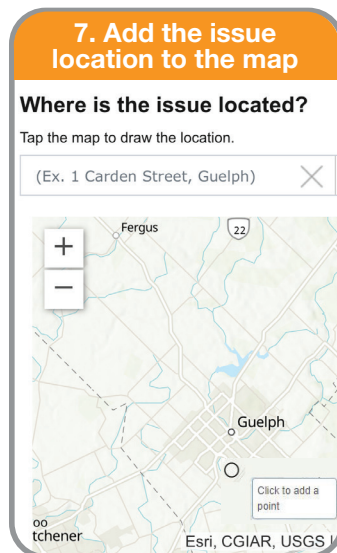 7. Add the issue
location to the map
Where is the issue located?
Tap the map to draw the location.
(Ex. 1 Carden Street, Guelph)
Fergus
22
+
−
Guelph
Click to add a
point
oo
tchener
Esri, CGIAR, USGS |